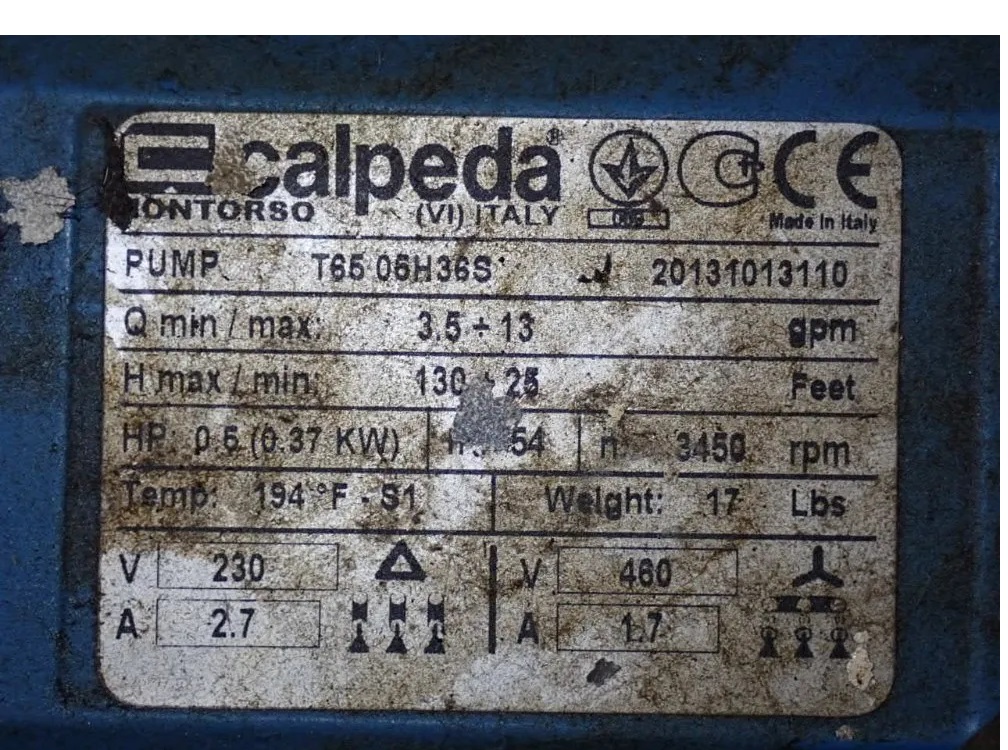 calpeda®
MONTORSO (VI) ITALY
CE
Made in Italy
PUMP T65 06H36S 20131013110
Q min / max: 3.5 ÷ 13 gpm
H max / min: 130 ÷ 25 Feet
HP: 0.5 (0.37 KW) 54 n 3450 rpm
Temp: 194 °F - S1 Weight: 17 Lbs
V 230 V 460
A 2.7 A 1.7